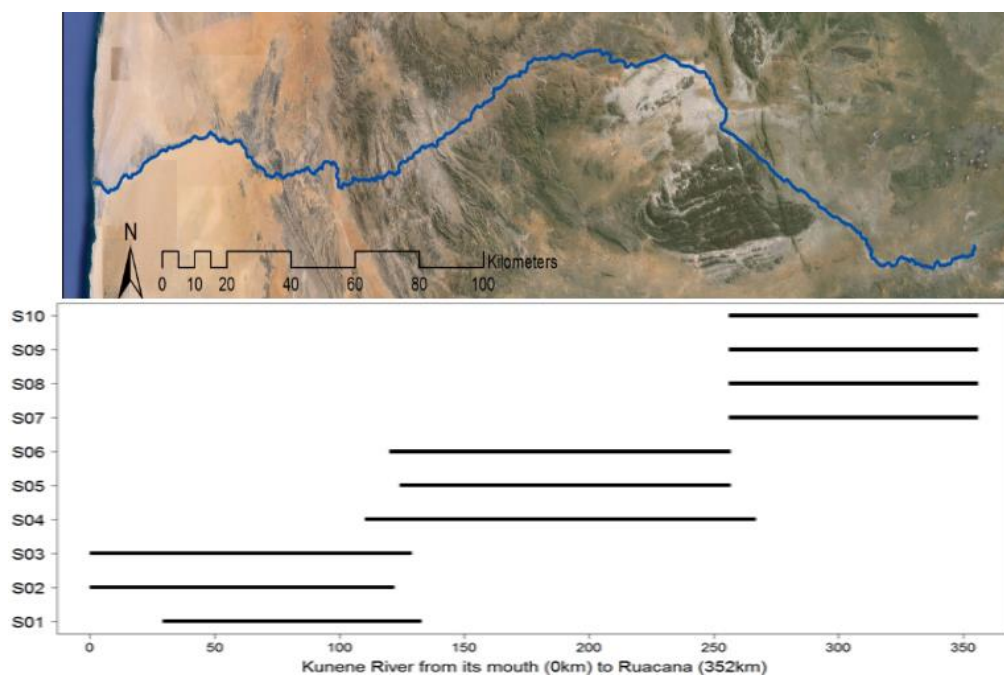 N
Kilometers
0 10 20 40 60 80 100
S10
S09
S08
S07
S06
S05
S04
S03
S02
S01
0 50 100 150 200 250 300 350
Kunene River from its mouth (0km) to Ruacana (352km)